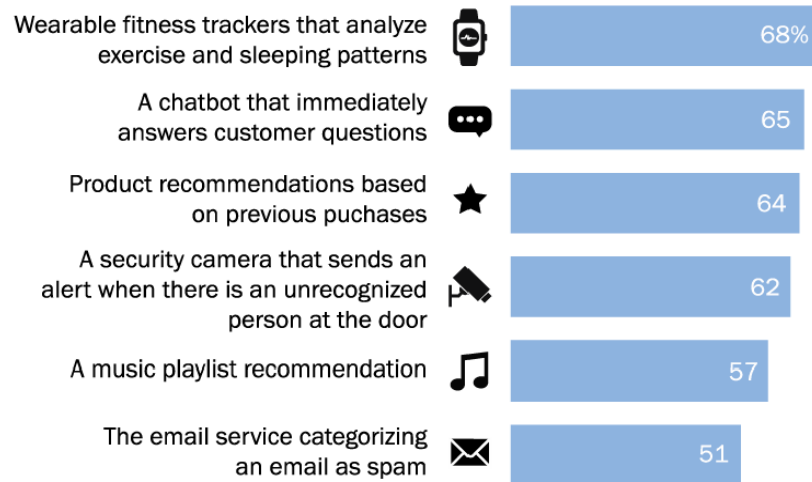 Wearable fitness trackers that analyze
exercise and sleeping patterns
68%
A chatbot that immediately
answers customer questions
65
Product recommendations based
on previous puchases
64
A security camera that sends an
alert when there is an unrecognized
person at the door
62
A music playlist recommendation
57
The email service categorizing
an email as spam
51